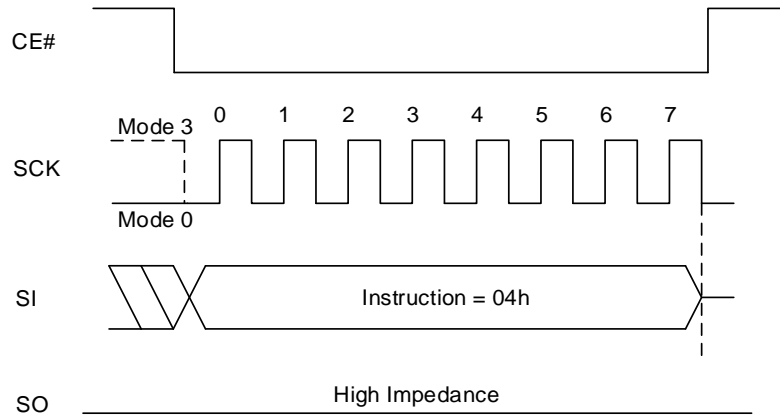 CE#
0 1 2 3 4 5 6 7
Mode 3
SCK
Mode 0
SI
Instruction = 04h
High Impedance
SO